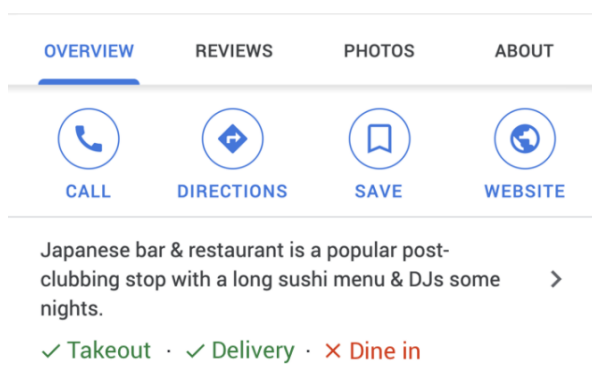 OVERVIEW REVIEWS PHOTOS ABOUT
CALL DIRECTIONS SAVE WEBSITE
Japanese bar & restaurant is a popular post-
clubbing stop with a long sushi menu & DJs some
nights.
✓ Takeout · ✓ Delivery · ✕ Dine in